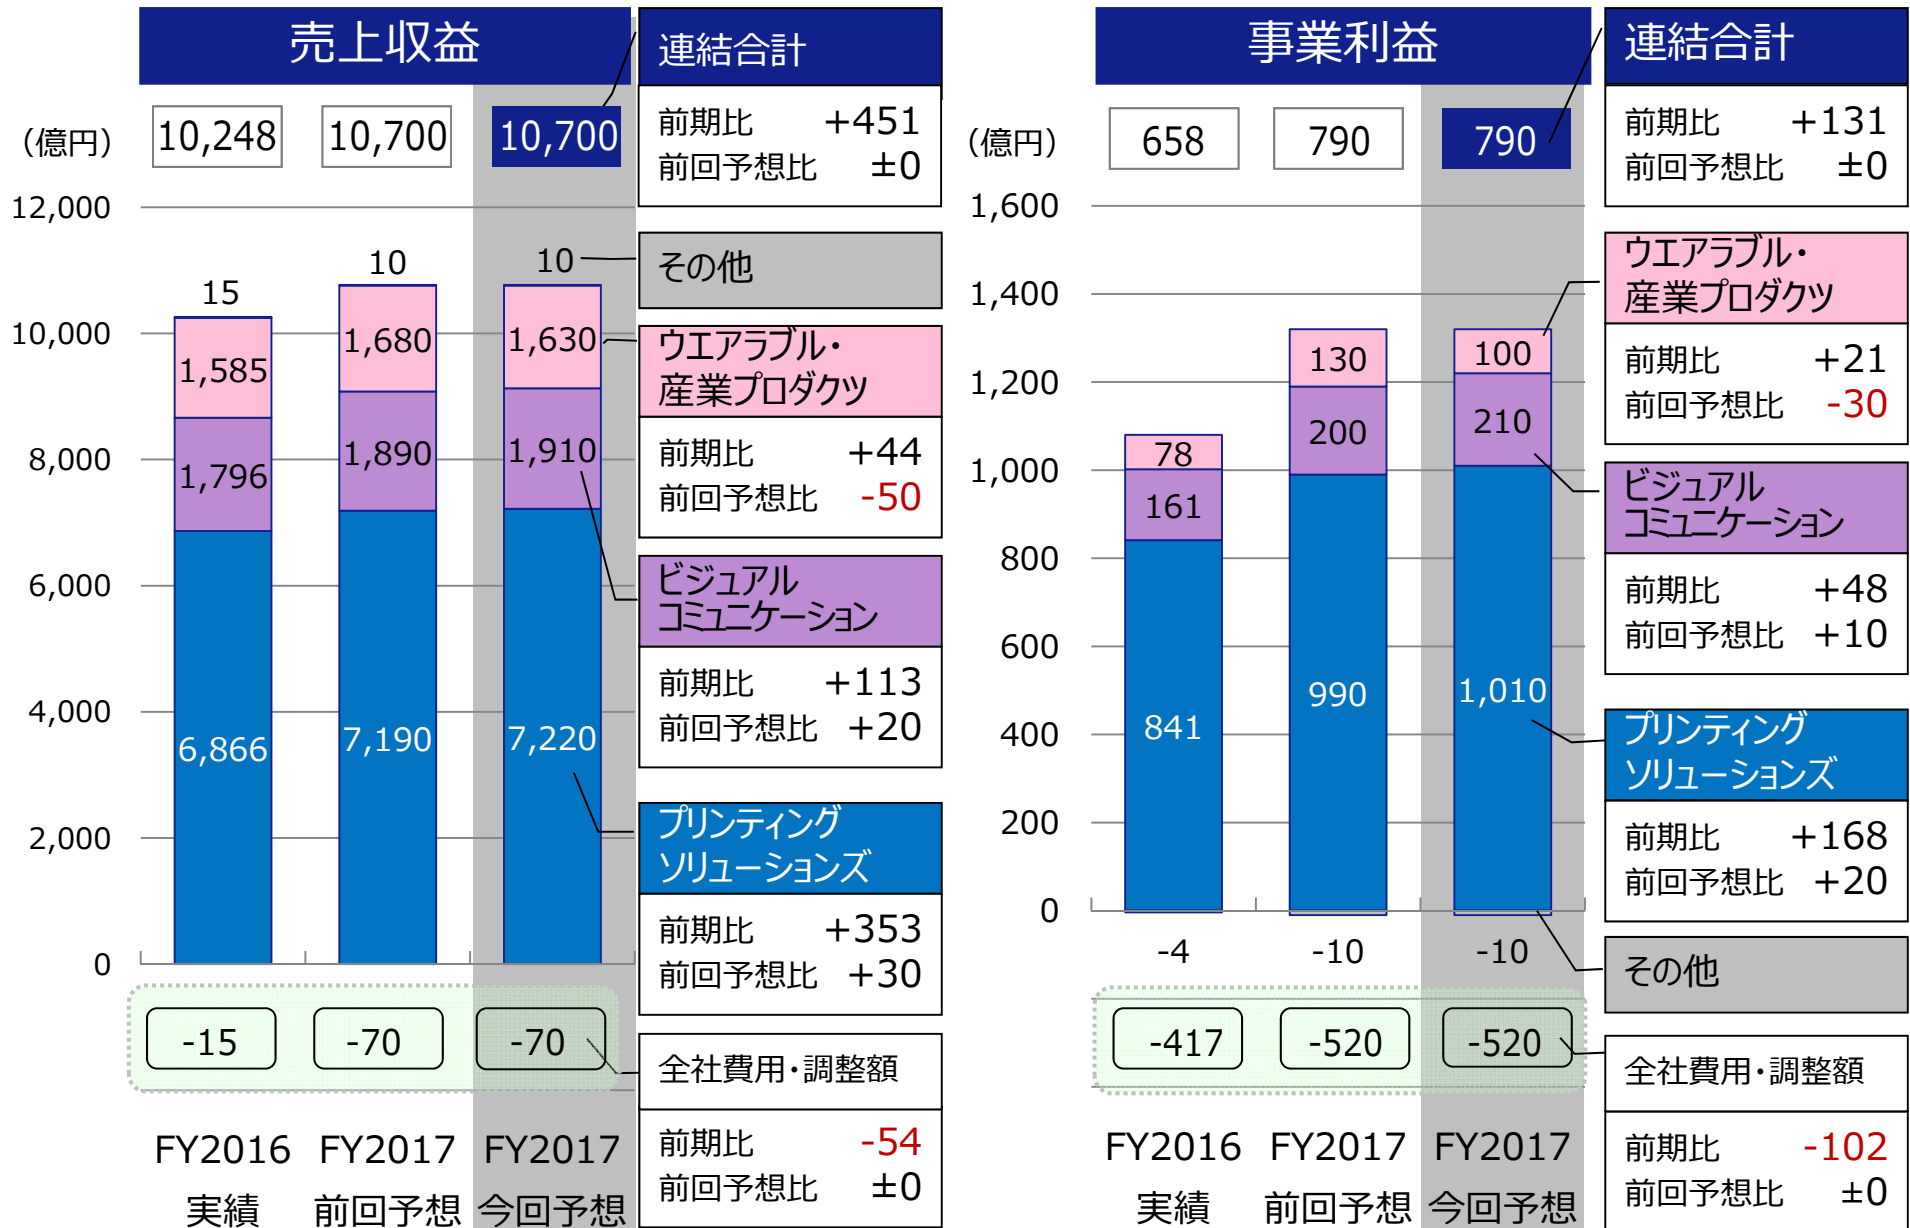 売上収益
(億円)
10,248
10,700
10,700
12,000
10,000
8,000
6,000
4,000
2,000
0
15
10
10
1,585
1,680
1,630
1,796
1,890
1,910
6,866
7,190
7,220
-15
-70
-70
FY2016
実績
FY2017
前回予想
FY2017
今回予想
連結合計
前期比 +451
前回予想比 ±0
その他
ウエアラブル・
産業プロダクツ
前期比 +44
前回予想比 -50
ビジュアル
コミュニケーション
前期比 +113
前回予想比 +20
プリンティング
ソリューションズ
前期比 +353
前回予想比 +30
全社費用・調整額
前期比 -54
前回予想比 ±0
事業利益
(億円)
658
790
790
1,600
1,400
1,200
1,000
800
600
400
200
0
78
130
100
161
200
210
841
990
1,010
-4
-10
-10
-417
-520
-520
FY2016
実績
FY2017
前回予想
FY2017
今回予想
連結合計
前期比 +131
前回予想比 ±0
ウエアラブル・
産業プロダクツ
前期比 +21
前回予想比 -30
ビジュアル
コミュニケーション
前期比 +48
前回予想比 +10
プリンティング
ソリューションズ
前期比 +168
前回予想比 +20
その他
全社費用・調整額
前期比 -102
前回予想比 ±0